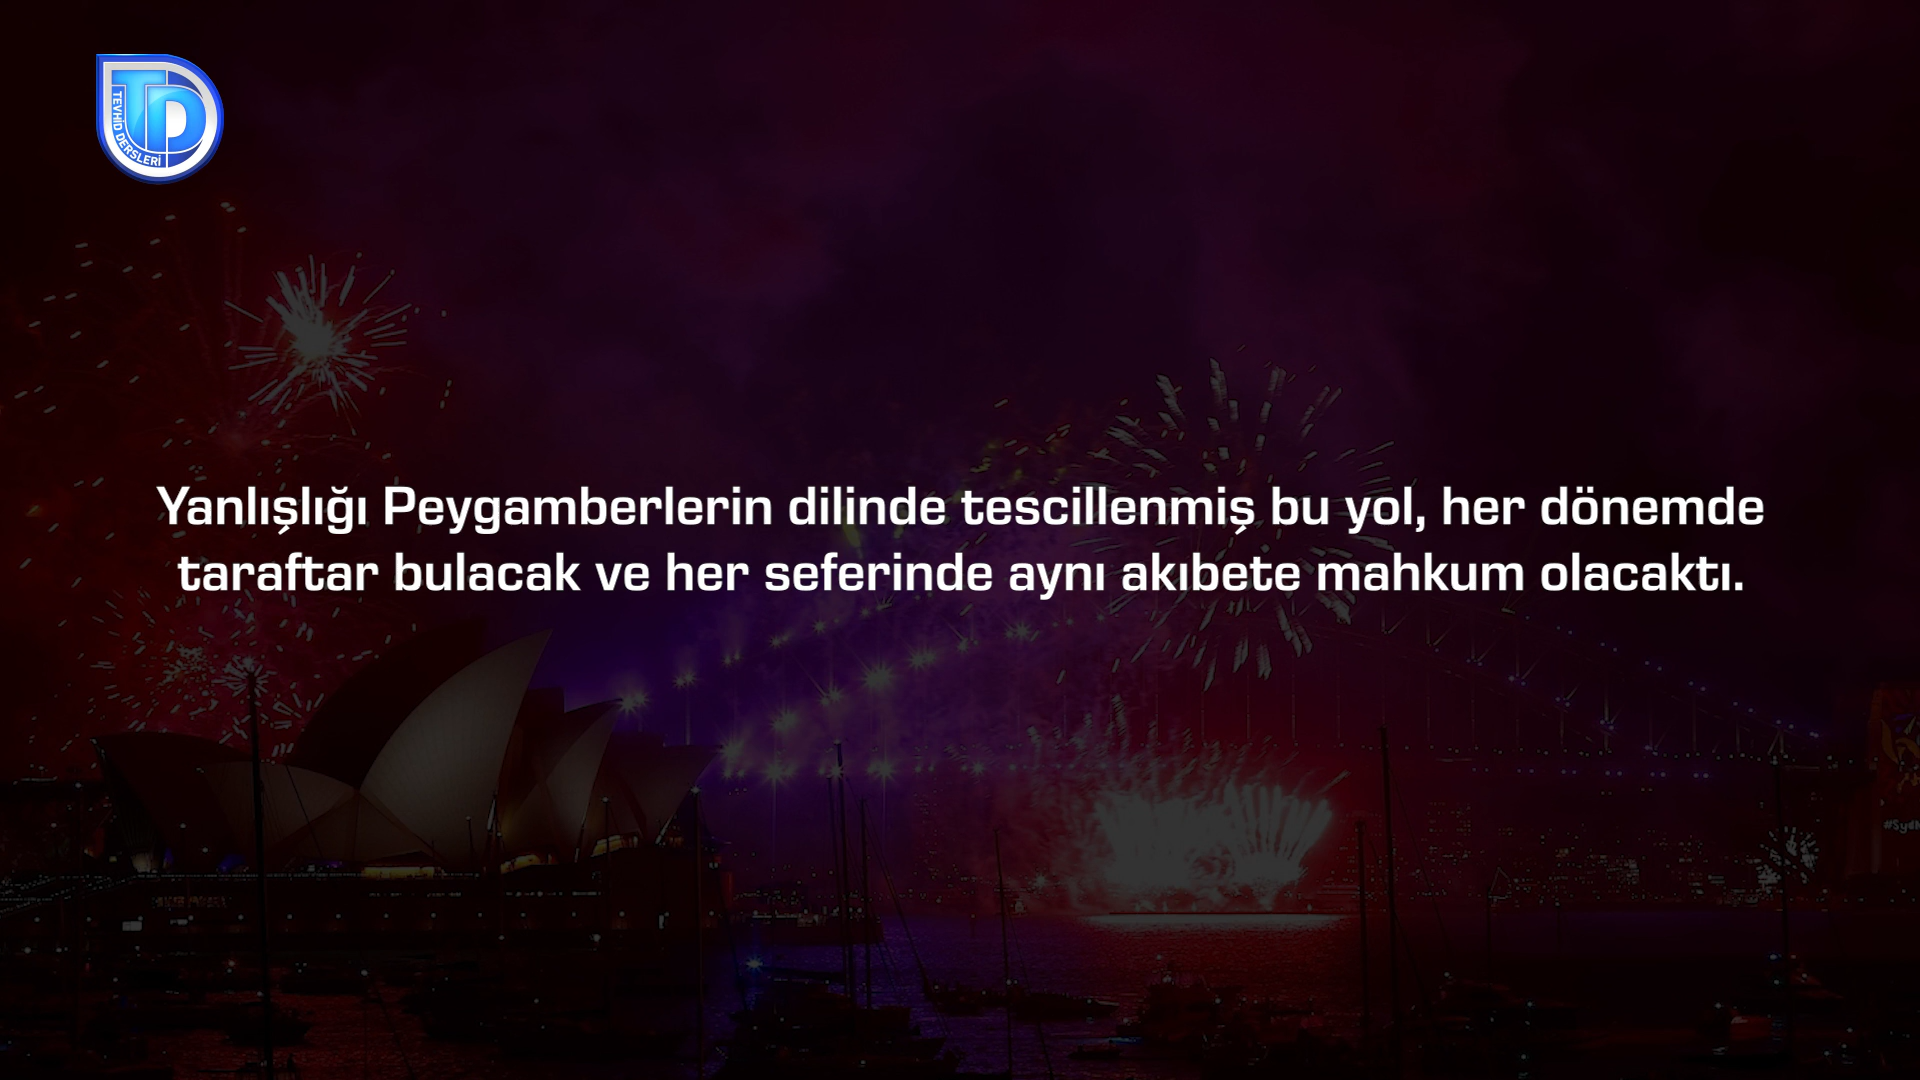 TD
TEVHİD DERSLERİ
Yanlışlığı Peygamberlerin dilinde tescillenmiş bu yol, her dönemde
taraftar bulacak ve her seferinde aynı akıbete mahkum olacaktı.